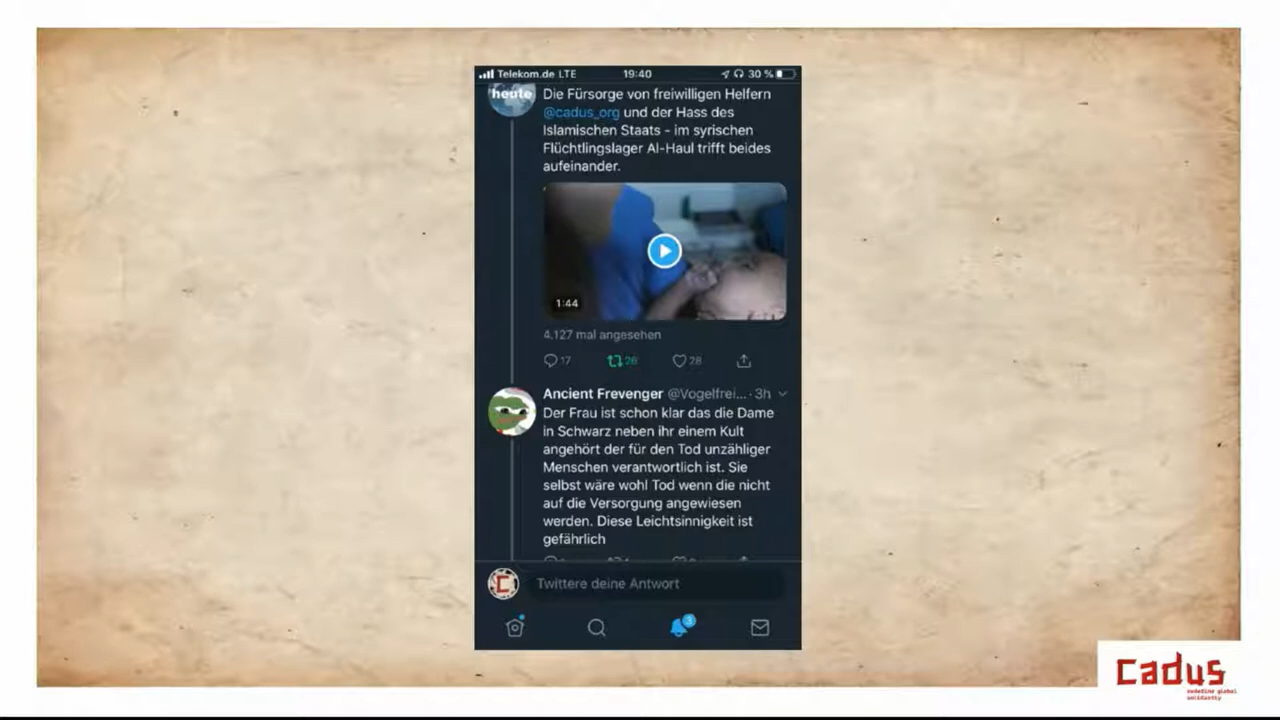 Telekom.de LTE 19:40 30 %
heute
Die Fürsorge von freiwilligen Helfern
@cadus_org und der Hass des
Islamischen Staats - im syrischen
Flüchtlingslager Al-Haul trifft beides
aufeinander.
1:44
4.127 mal angesehen
17 26 28
Ancient Frevenger @Vogelfrei... · 3h
Der Frau ist schon klar das die Dame
in Schwarz neben ihr einem Kult
angehört der für den Tod unzähliger
Menschen verantwortlich ist. Sie
selbst wäre wohl Tod wenn die nicht
auf die Versorgung angewiesen
werden. Diese Leichtsinnigkeit ist
gefährlich
C
Twittere deine Antwort
3
Cadus
redefine global
solidarity